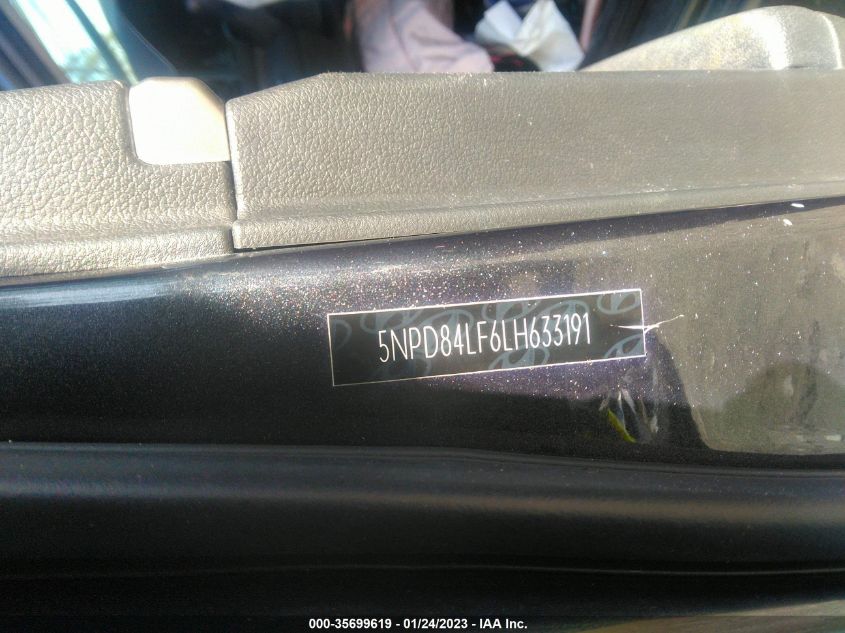 5NPD84LF6LH633191
000-35699619 - 01/24/2023 - IAA Inc.